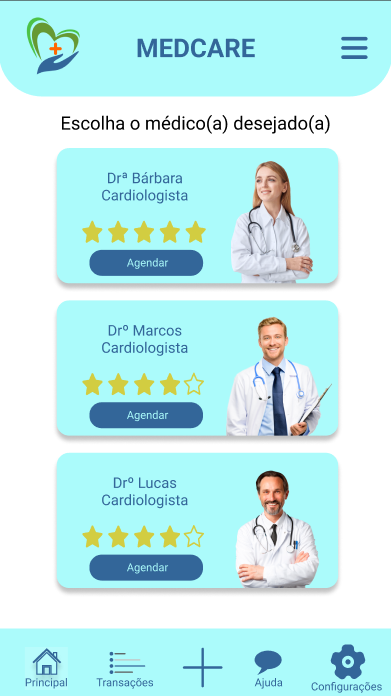 MEDCARE
Escolha o médico(a) desejado(a)
Drª Bárbara
Cardiologista
Agendar
Drº Marcos
Cardiologista
Agendar
Drº Lucas
Cardiologista
Agendar
Principal
Transações
Ajuda
Configurações